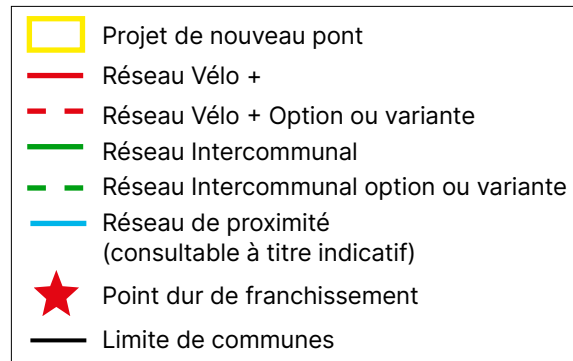 Projet de nouveau pont
Réseau Vélo +
Réseau Vélo + Option ou variante
Réseau Intercommunal
Réseau Intercommunal option ou variante
Réseau de proximité
(consultable à titre indicatif)
Point dur de franchissement
Limite de communes